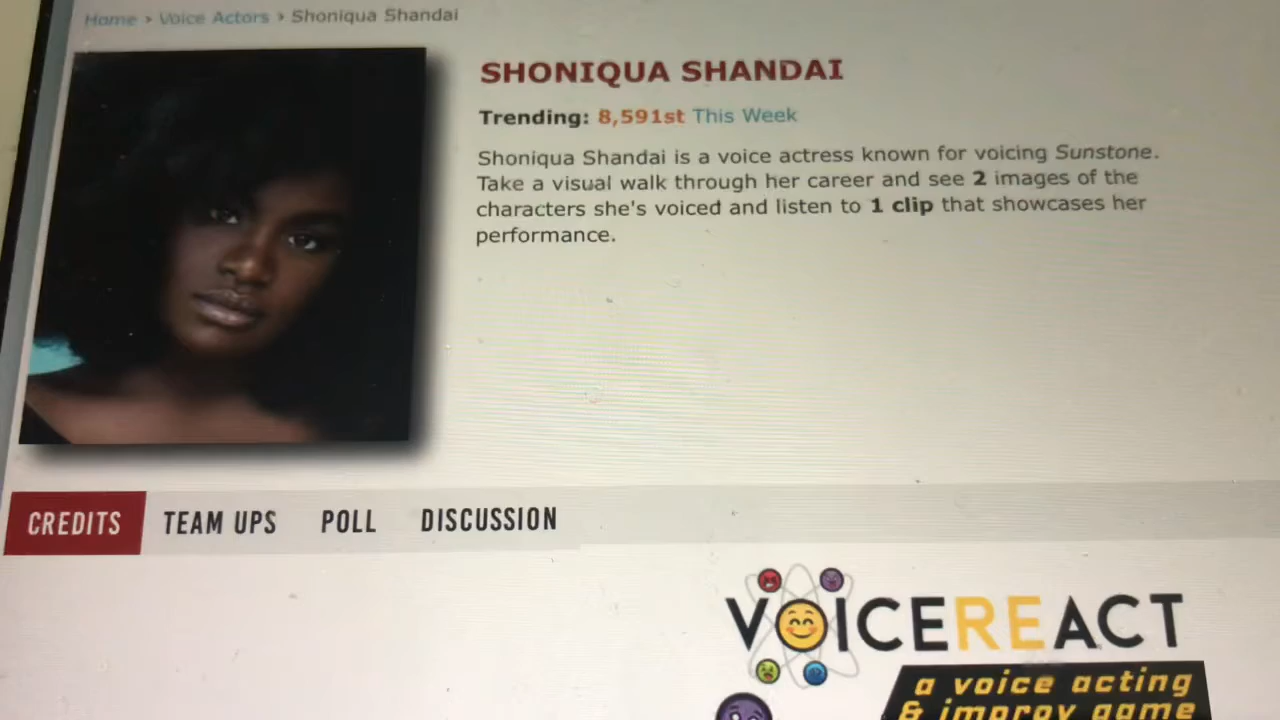 Home > Voice Actors > Shoniqua Shandai
SHONIQUA SHANDAI
Trending: 8,591st This Week
Shoniqua Shandai is a voice actress known for voicing Sunstone.
Take a visual walk through her career and see 2 images of the
characters she's voiced and listen to 1 clip that showcases her
performance.
CREDITS TEAM UPS POLL DISCUSSION
VOICEREACT
a voice acting
& improv game